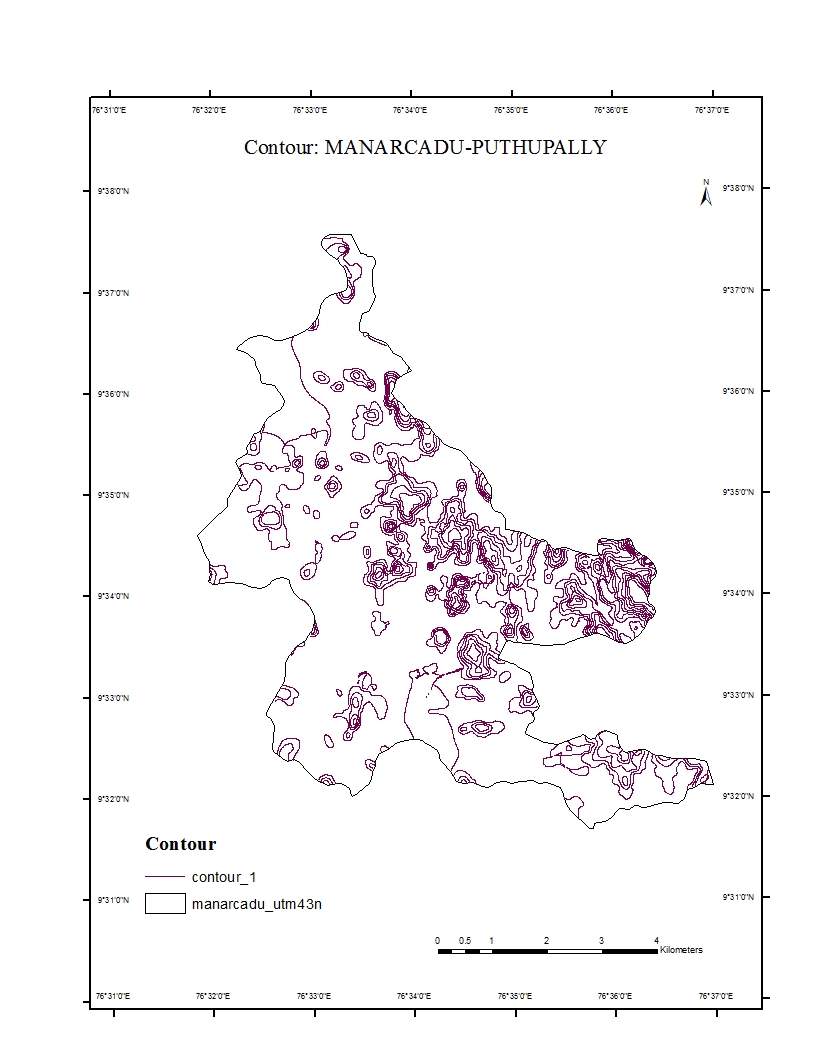 76°31'0"E 76°32'0"E 76°33'0"E 76°34'0"E 76°35'0"E 76°36'0"E 76°37'0"E
Contour: MANARCADU-PUTHUPALLY
N
9°38'0"N 9°38'0"N
9°37'0"N 9°37'0"N
9°36'0"N 9°36'0"N
9°35'0"N 9°35'0"N
9°34'0"N 9°34'0"N
9°33'0"N 9°33'0"N
9°32'0"N 9°32'0"N
Contour
contour_1
9°31'0"N 9°31'0"N
manarcadu_utm43n
0 0.5 1 2 3 4
Kilometers
76°31'0"E 76°32'0"E 76°33'0"E 76°34'0"E 76°35'0"E 76°36'0"E 76°37'0"E